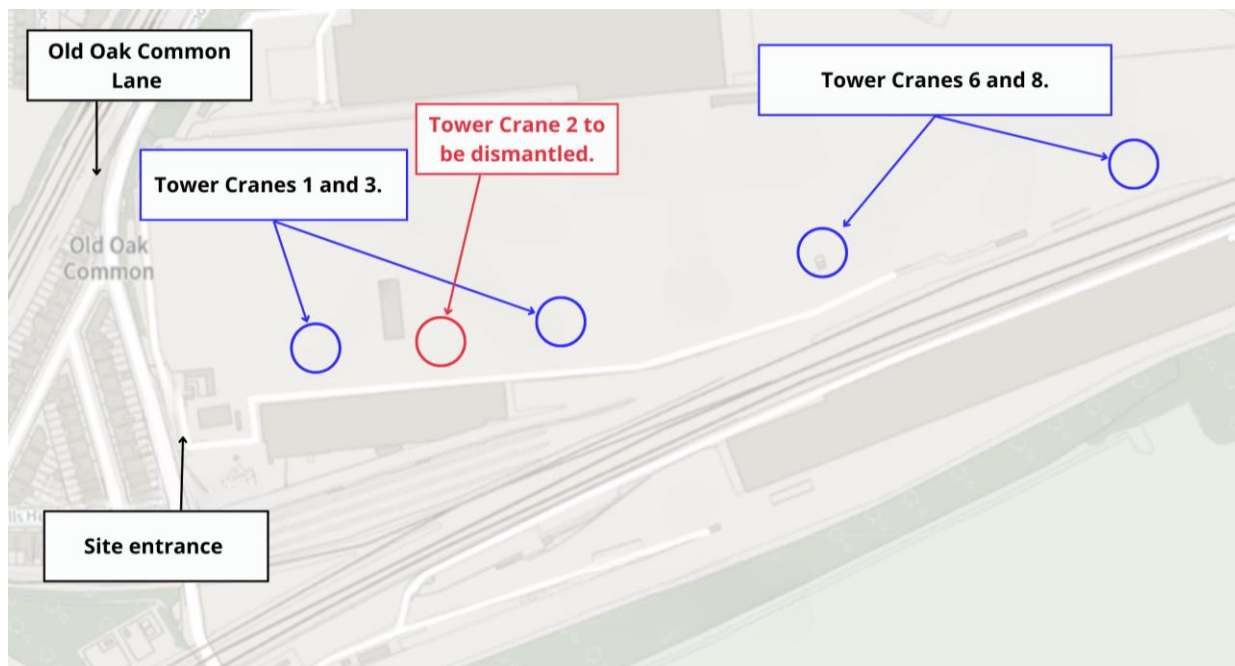 Old Oak Common
Lane
Tower Cranes 6 and 8.
Tower Crane 2 to
be dismantled.
Tower Cranes 1 and 3.
Old Oak
Common
Site entrance